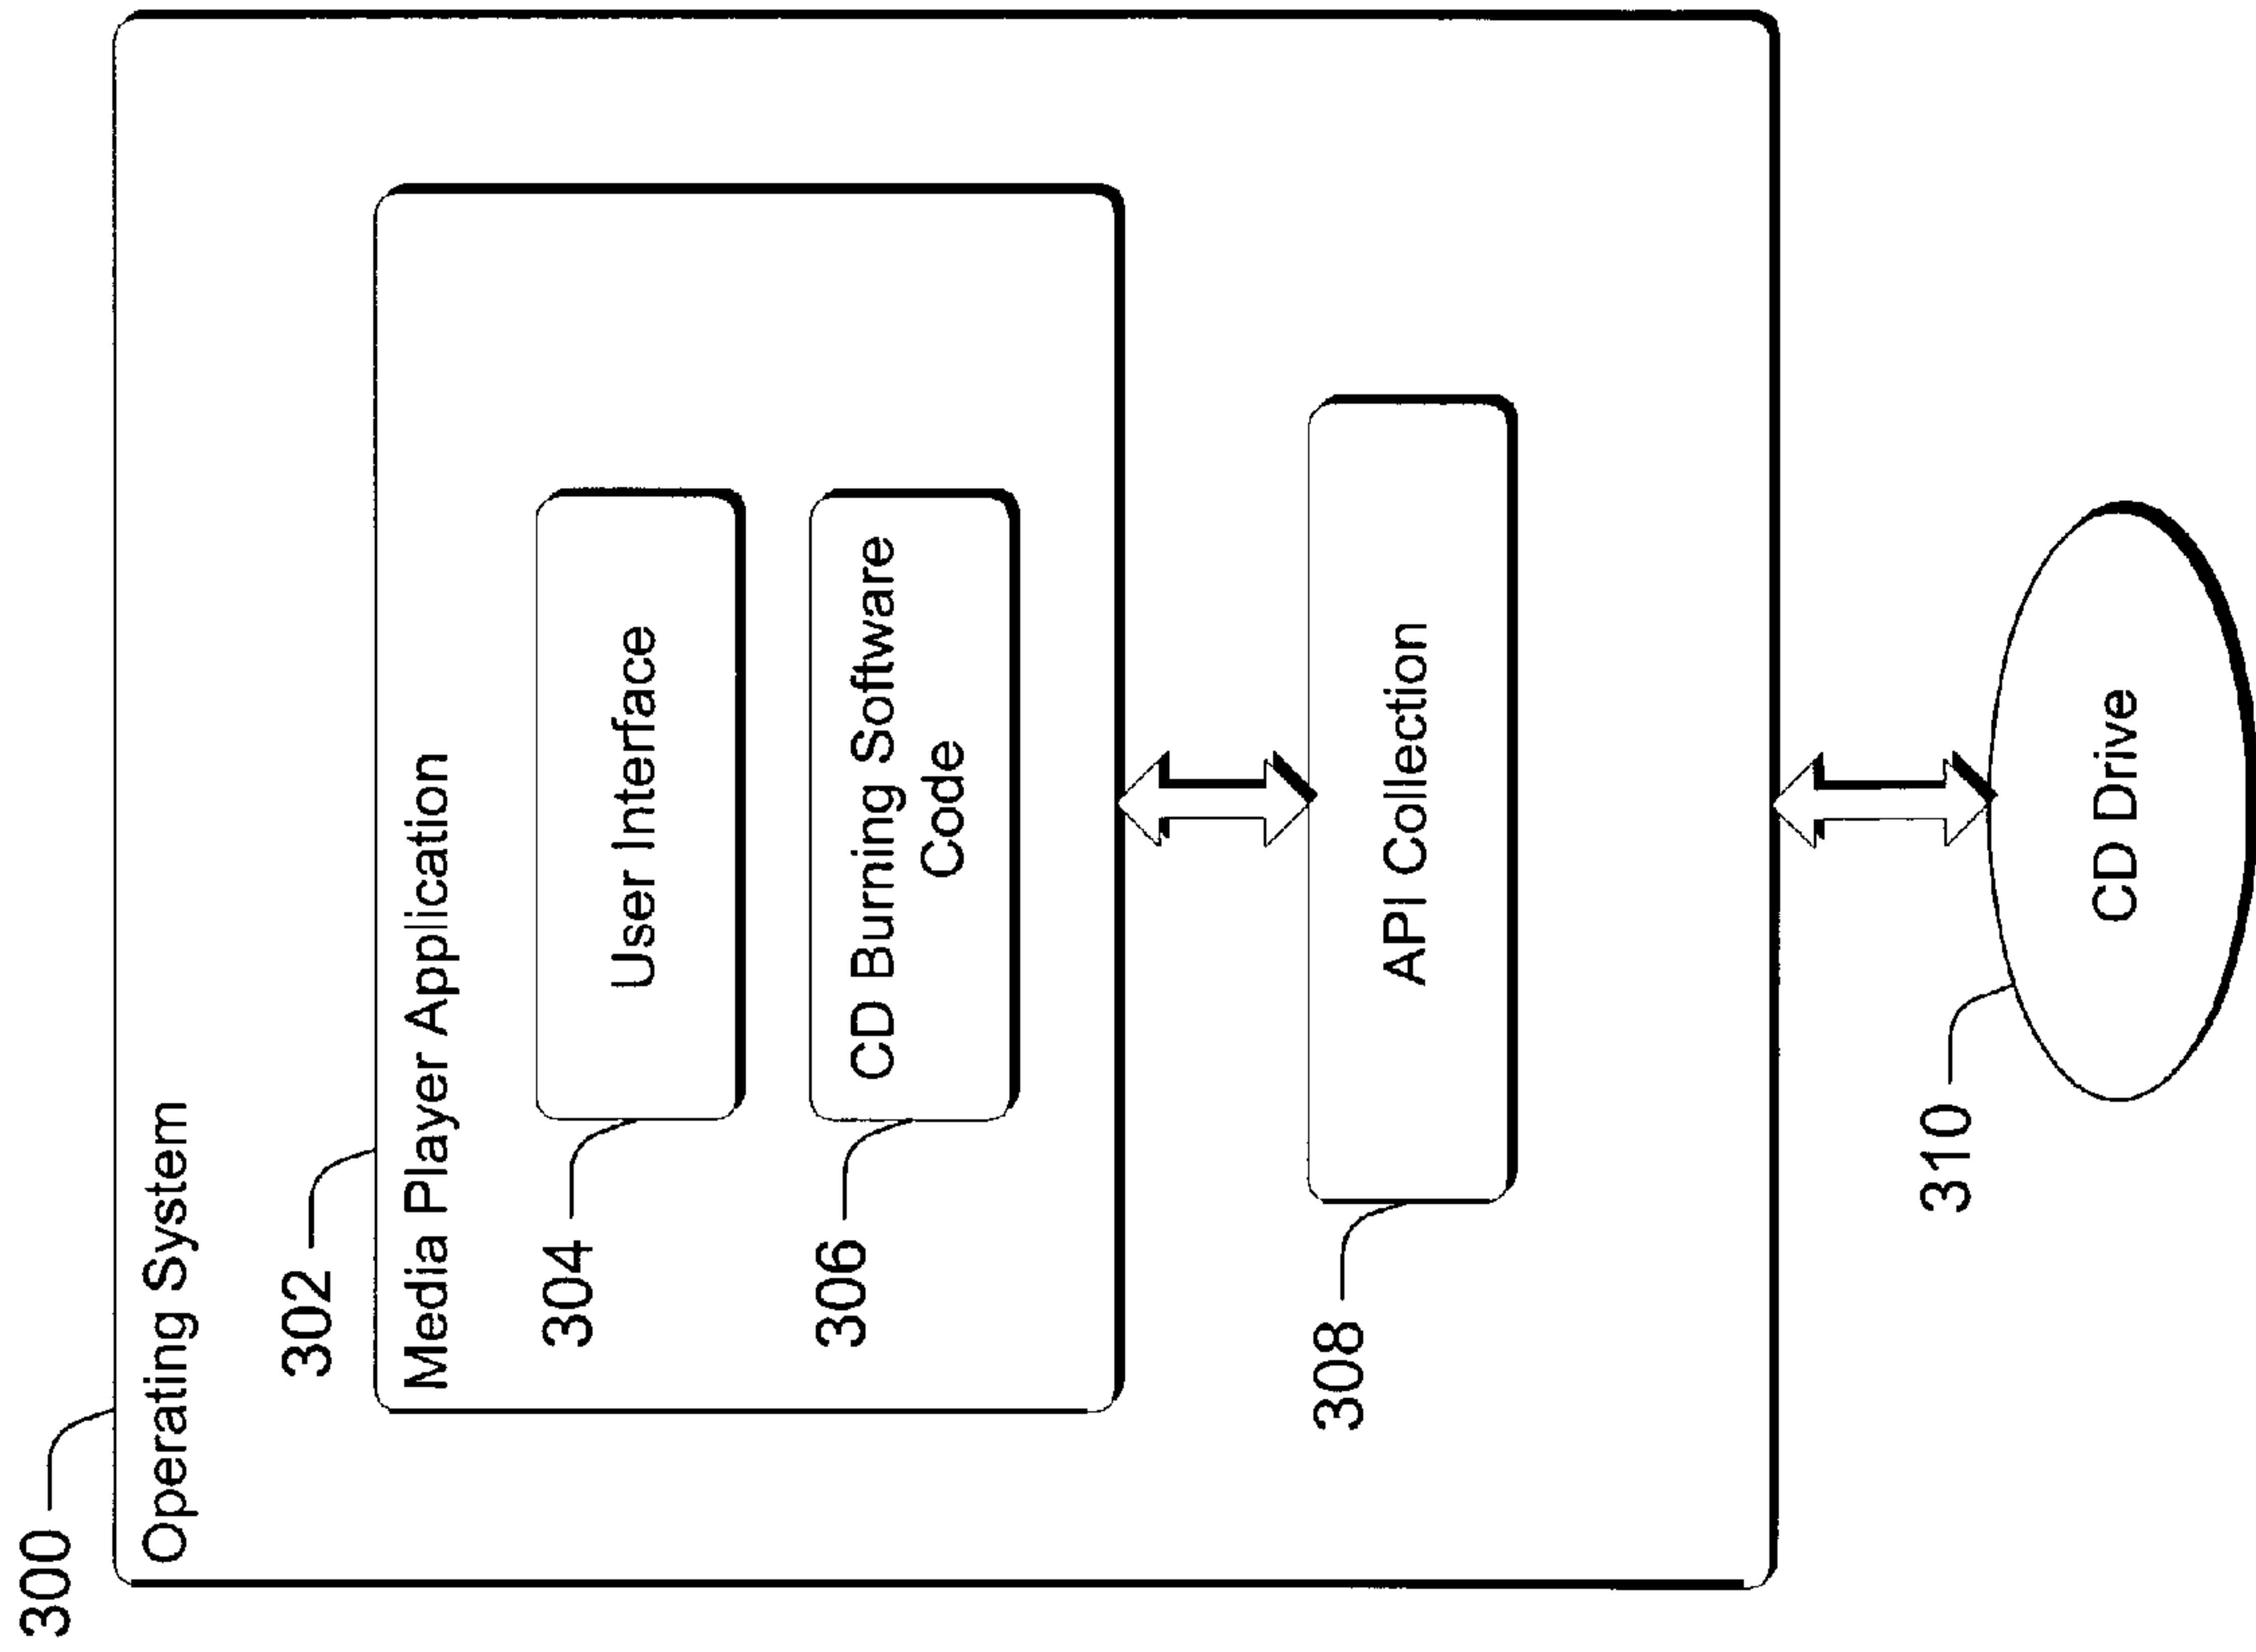 300
Operating System
302
Media Player Application
304
User Interface
306
CD Burning Software
Code
308
API Collection
310
CD Drive